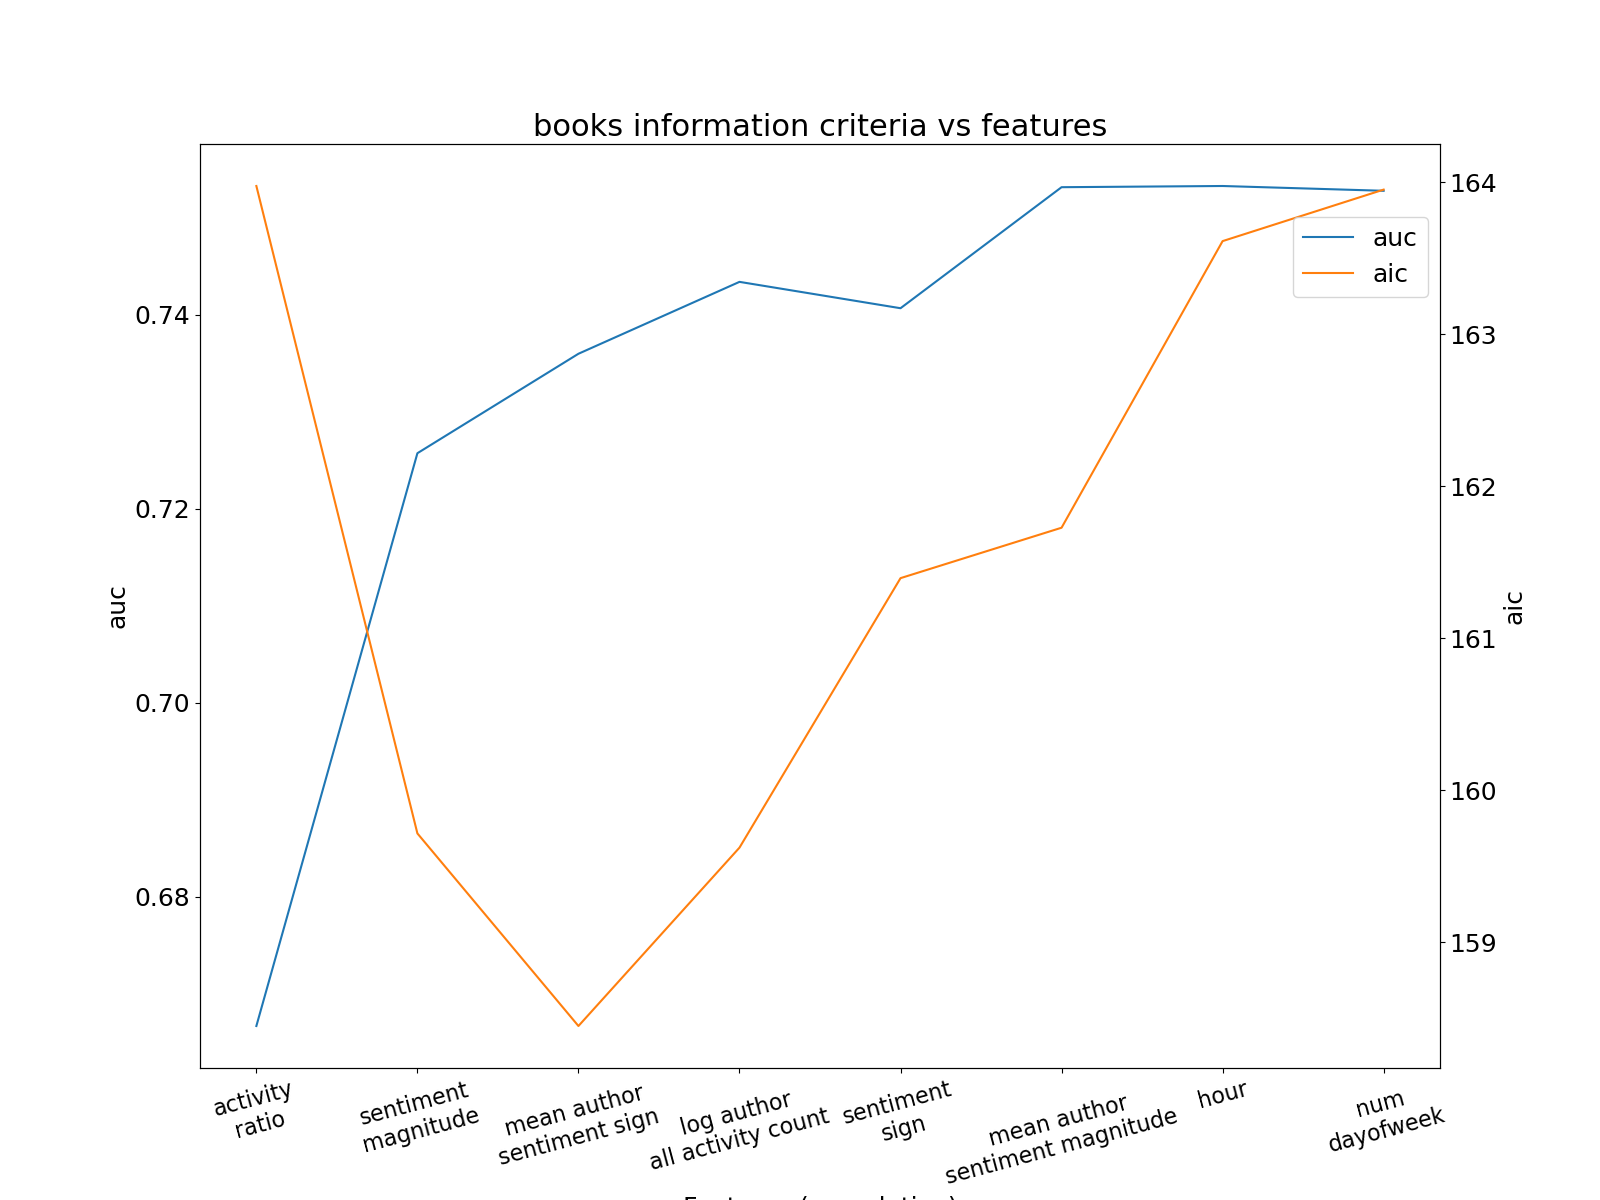 books information criteria vs features
0.74
0.72
0.70
0.68
auc
164
163
162
161
160
159
aic
auc
aic
activity
ratio
sentiment
magnitude
mean author
sentiment sign
log author
all activity count
sentiment
sign
mean author
sentiment magnitude
hour
num
dayofweek